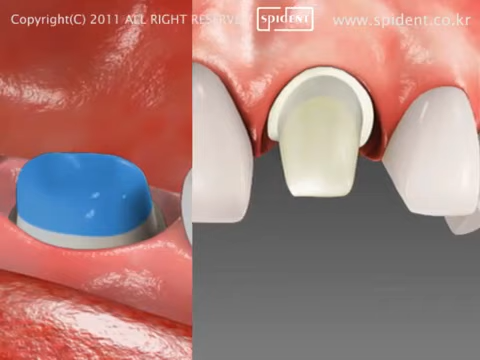 Copyright(C) 2011 ALL RIGHT RESERVE
SPIDENT
www.spident.co.kr